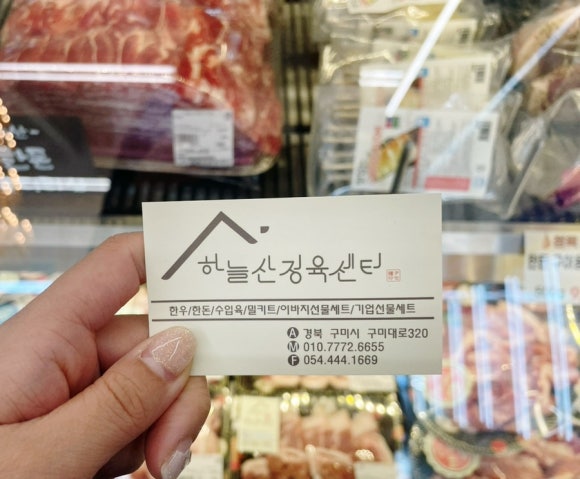 하늘산정육센터
한우/한돈/수입육/밀키트/이바지선물세트/기업선물세트
A 경북 구미시 구미대로320
M 010.7772.6655
F 054.444.1669